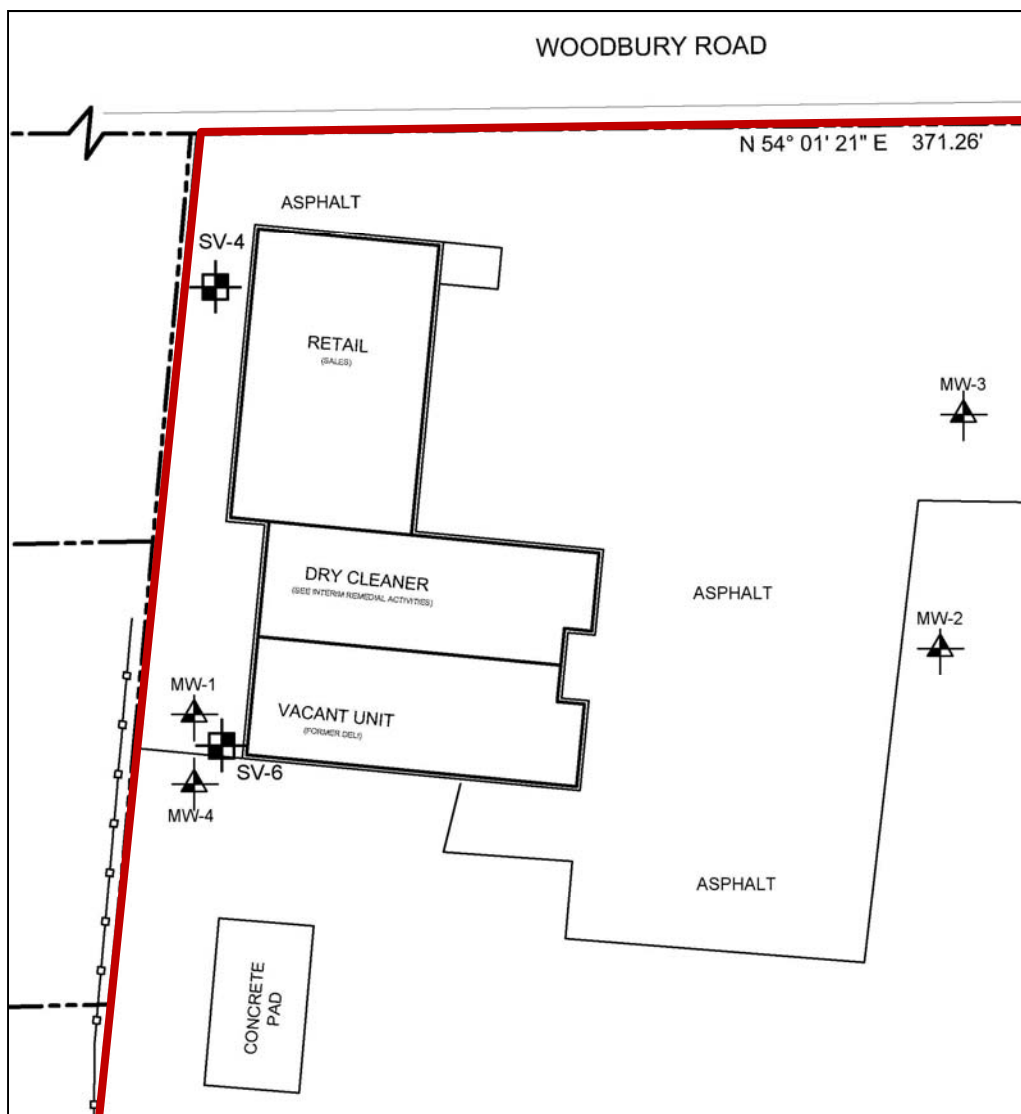 WOODBURY ROAD
N 54° 01' 21" E 371.26'
ASPHALT
SV-4
RETAIL
(SALES)
MW-3
DRY CLEANER
(SEE INTERIM REMEDIAL ACTIVITIES)
ASPHALT
MW-2
MW-1
VACANT UNIT
(FORMER DELI)
SV-6
MW-4
ASPHALT
CONCRETE
PAD